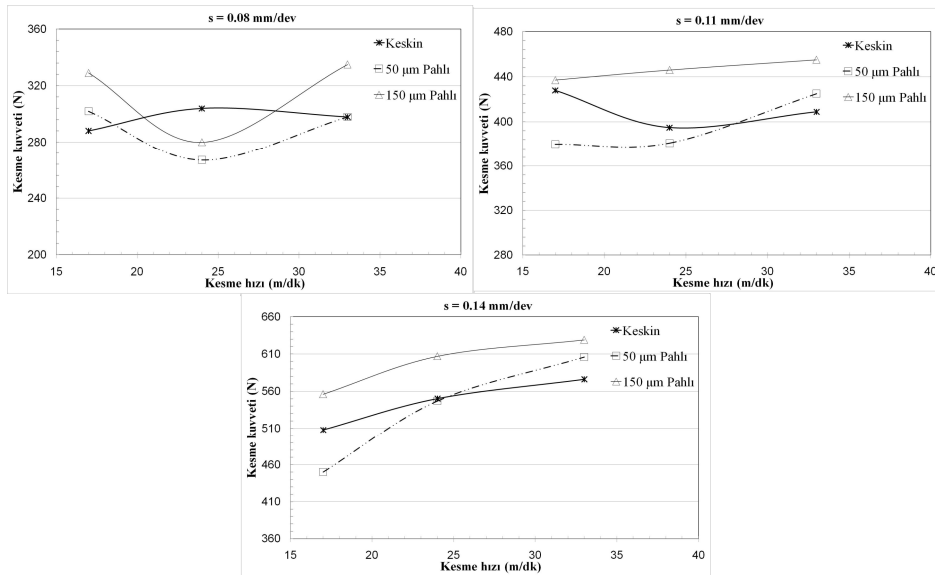 s = 0.08 mm/dev
Kesme kuvveti (N)
360
320
280
240
200
15 20 25 30 35 40
Kesme hızı (m/dk)
Keskin
50 µm Pahlı
150 µm Pahlı
s = 0.11 mm/dev
Kesme kuvveti (N)
480
440
400
360
320
280
15 20 25 30 35 40
Kesme hızı (m/dk)
Keskin
50 µm Pahlı
150 µm Pahlı
s = 0.14 mm/dev
Kesme kuvveti (N)
660
610
560
510
460
410
360
15 20 25 30 35 40
Kesme hızı (m/dk)
Keskin
50 µm Pahlı
150 µm Pahlı